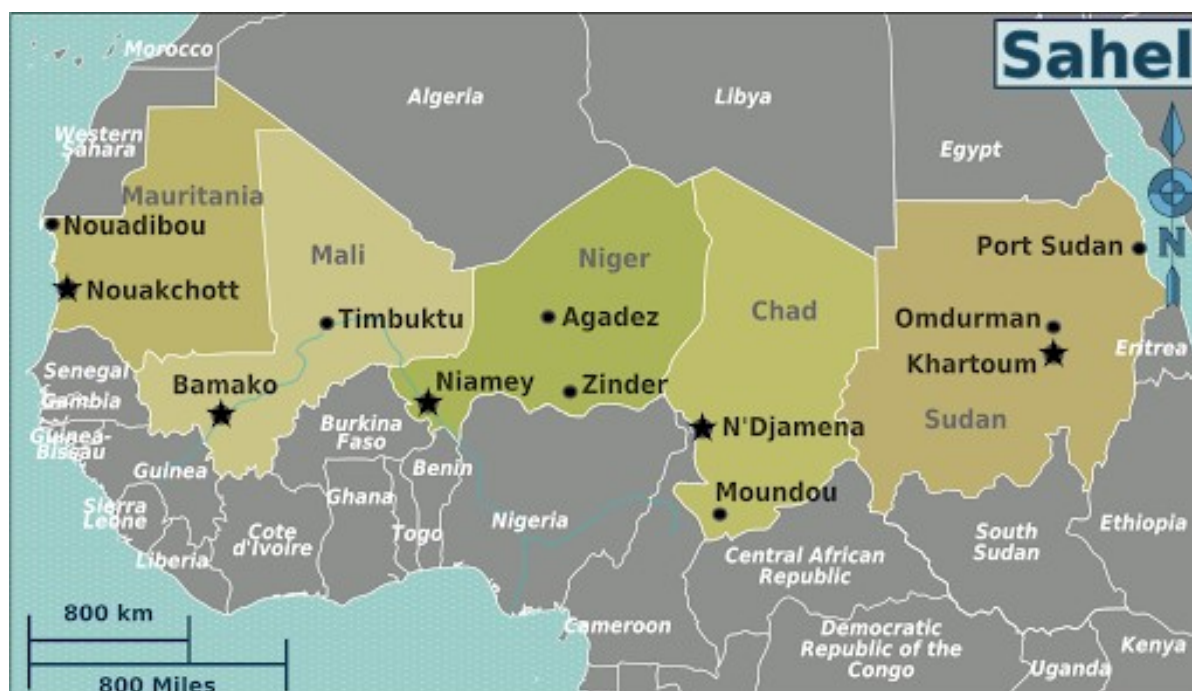 Sahel
Morocco
Algeria
Libya
Western
Sahara
Egypt
Mauritania
Nouadibou
Mali
Niger
Port Sudan
N
Nouakchott
Chad
Timbuktu
Agadez
Omdurman
Khartoum
Eritrea
Senegal
Bamako
Niamey
Zinder
Gambia
Burkina
Faso
Sudan
N'Djamena
Guinea-
Bissau
Guinea
Benin
Ghana
Moundou
Sierra
Leone
Cote
d'Ivoire
Togo
Nigeria
South
Sudan
Ethiopia
Liberia
Central African
Republic
800 km
Cameroon
Democratic
Republic of the
Congo
Kenya
Uganda
800 Miles